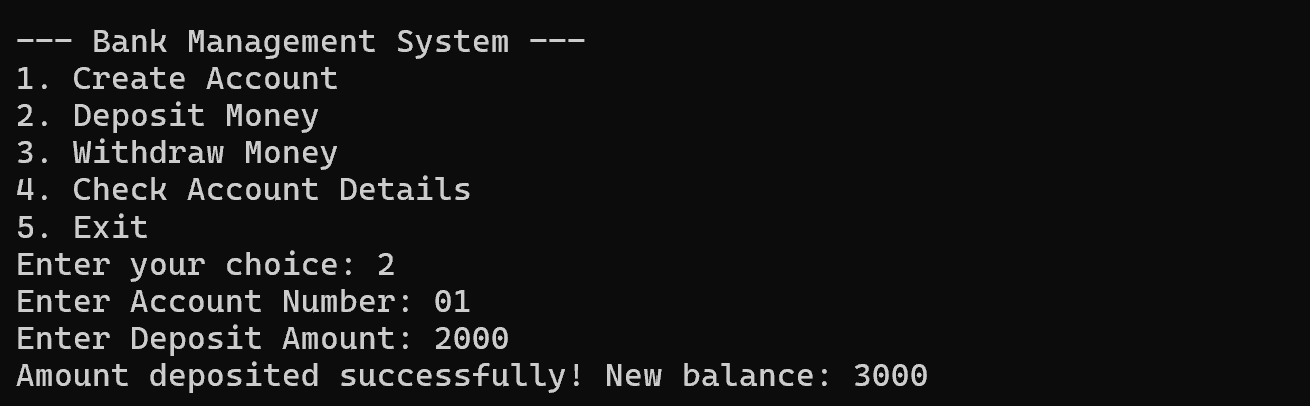 --- Bank Management System ---
1. Create Account
2. Deposit Money
3. Withdraw Money
4. Check Account Details
5. Exit
Enter your choice: 2
Enter Account Number: 01
Enter Deposit Amount: 2000
Amount deposited successfully! New balance: 3000